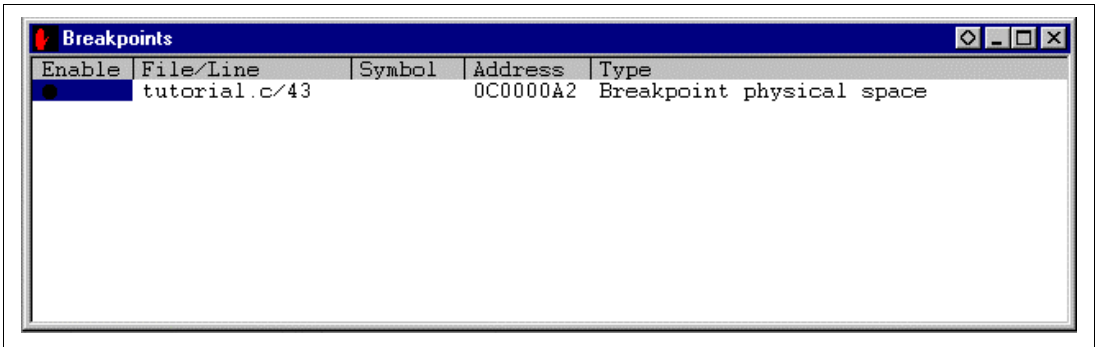 Breakpoints
Enable File/Line Symbol Address Type
tutorial.c/43 0C0000A2 Breakpoint physical space